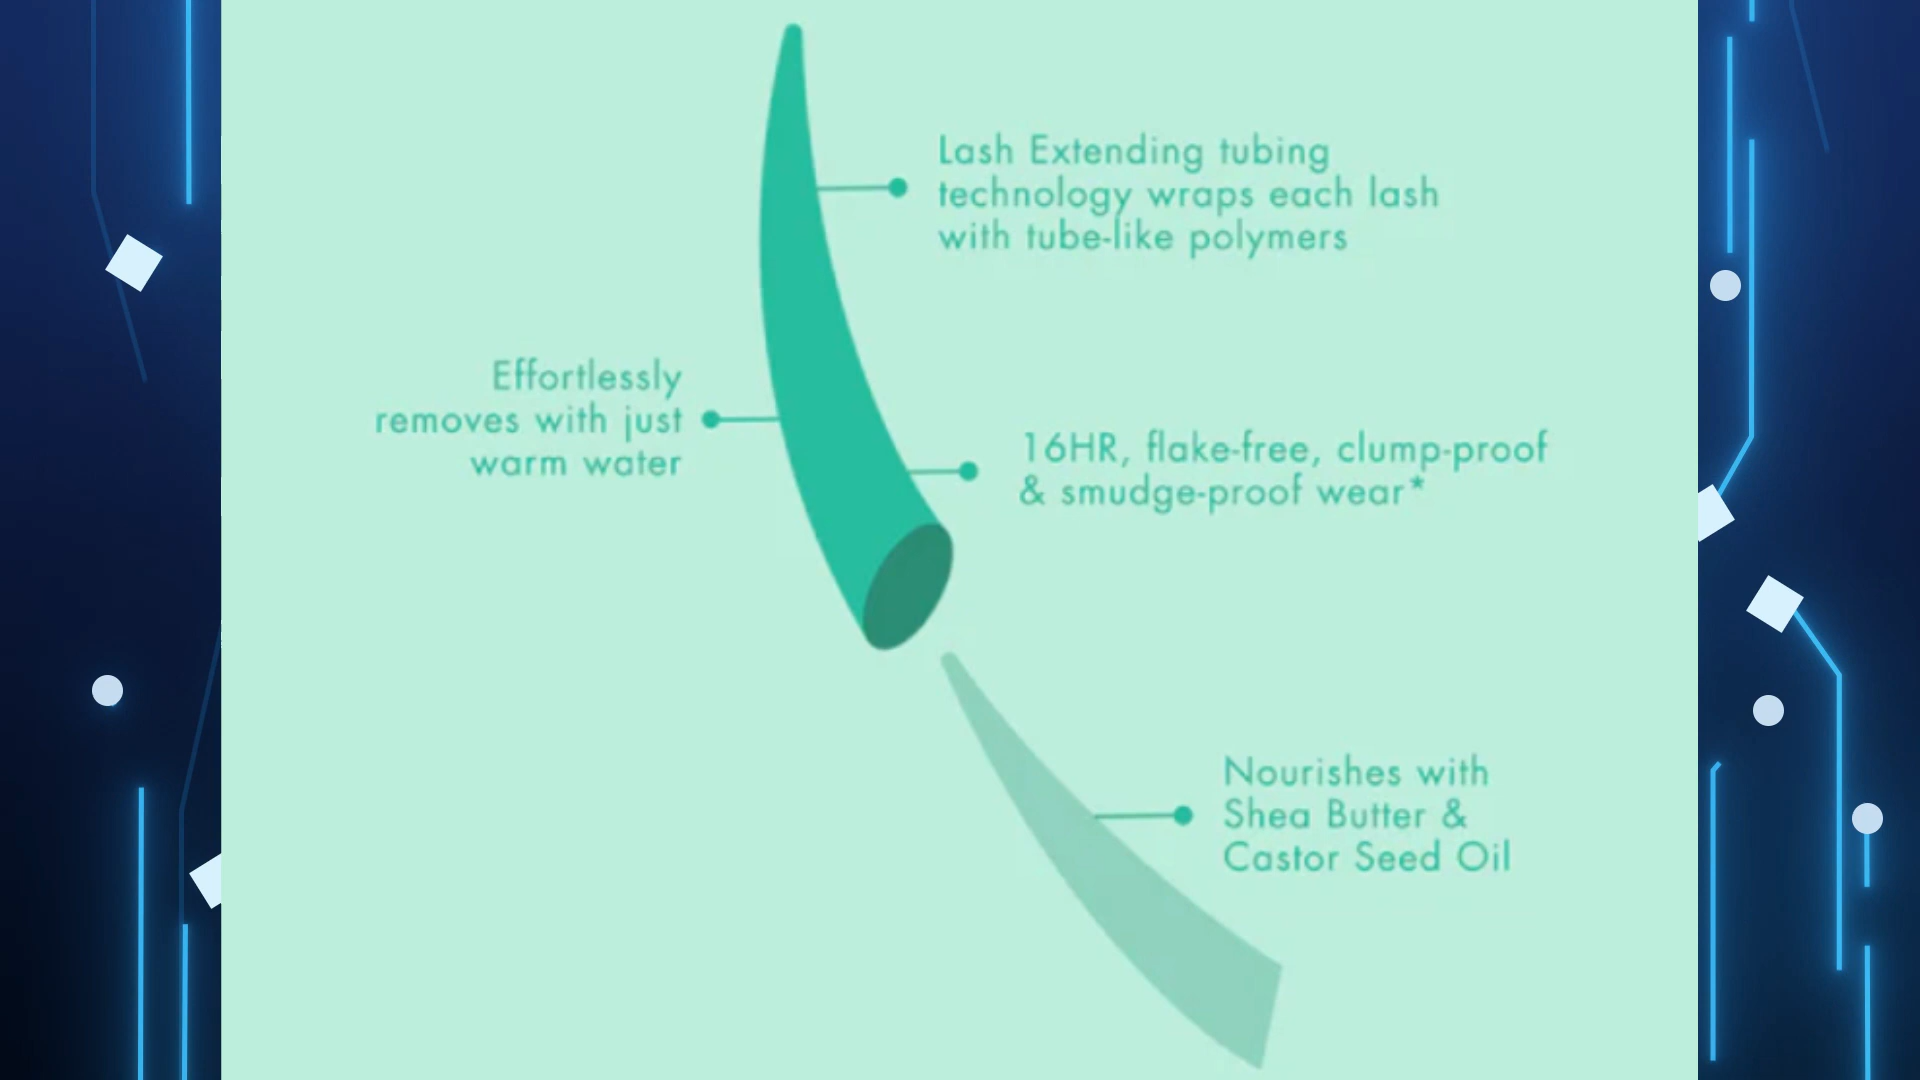 Lash Extending tubing
technology wraps each lash
with tube-like polymers
Effortlessly
removes with just
warm water
16HR, flake-free, clump-proof
& smudge-proof wear*
Nourishes with
Shea Butter &
Castor Seed Oil